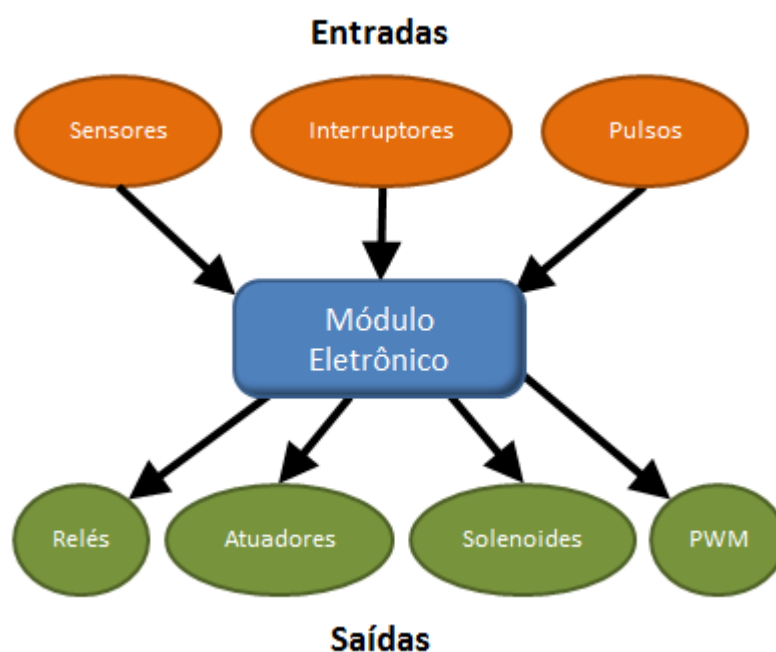 Entradas
Sensores
Interruptores
Pulsos
Módulo
Eletrônico
Relés
Atuadores
Solenoides
PWM
Saídas